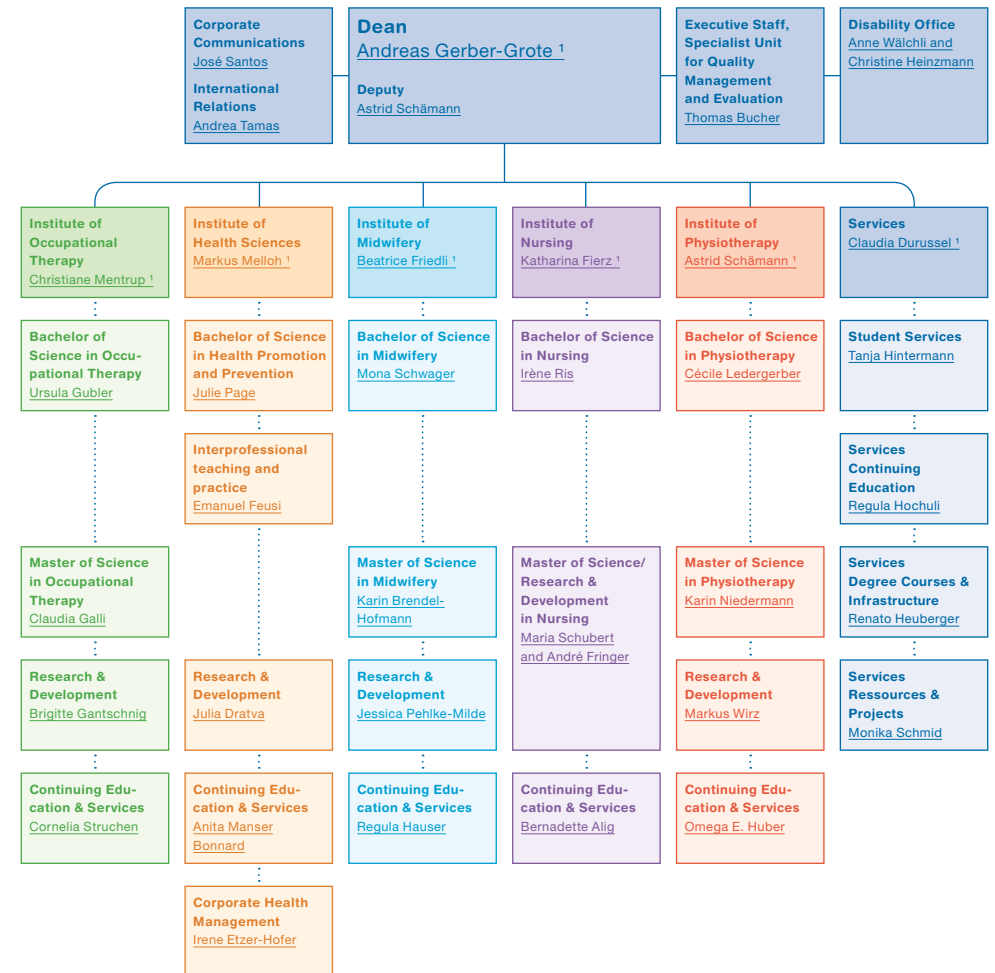 Corporate
Communications
José Santos
International
Relations
Andrea Tamas
Dean
Andreas Gerber-Grote ¹
Deputy
Astrid Schämann
Executive Staff,
Specialist Unit
for Quality
Management
and Evaluation
Thomas Bucher
Disability Office
Anne Wälchli and
Christine Heinzmann
Institute of
Occupational
Therapy
Christiane Mentrup ¹
Institute of
Health Sciences
Markus Melloh ¹
Institute of
Midwifery
Beatrice Friedli ¹
Institute of
Nursing
Katharina Fierz ¹
Institute of
Physiotherapy
Astrid Schämann ¹
Services
Claudia Durussel ¹
Bachelor of
Science in Occu-
pational Therapy
Ursula Gubler
Bachelor of Science
in Health Promotion
and Prevention
Julie Page
Bachelor of Science
in Midwifery
Mona Schwager
Bachelor of Science
in Nursing
Irène Ris
Bachelor of Science
in Physiotherapy
Cécile Ledergerber
Student Services
Tanja Hintermann
Interprofessional
teaching and
practice
Emanuel Feusi
Services
Continuing
Education
Regula Hochuli
Master of Science
in Occupational
Therapy
Claudia Galli
Master of Science
in Midwifery
Karin Brendel-
Hofmann
Master of Science/
Research &
Development
in Nursing
Maria Schubert
and André Fringer
Master of Science
in Physiotherapy
Karin Niedermann
Services
Degree Courses &
Infrastructure
Renato Heuberger
Research &
Development
Brigitte Gantschnig
Research &
Development
Julia Dratva
Research &
Development
Jessica Pehlke-Milde
Research &
Development
Markus Wirz
Services
Ressources &
Projects
Monika Schmid
Continuing Edu-
cation & Services
Cornelia Struchen
Continuing Edu-
cation & Services
Anita Manser
Bonnard
Continuing Edu-
cation & Services
Regula Hauser
Continuing Edu-
cation & Services
Bernadette Alig
Continuing Edu-
cation & Services
Omega E. Huber
Corporate Health
Management
Irene Etzer-Hofer